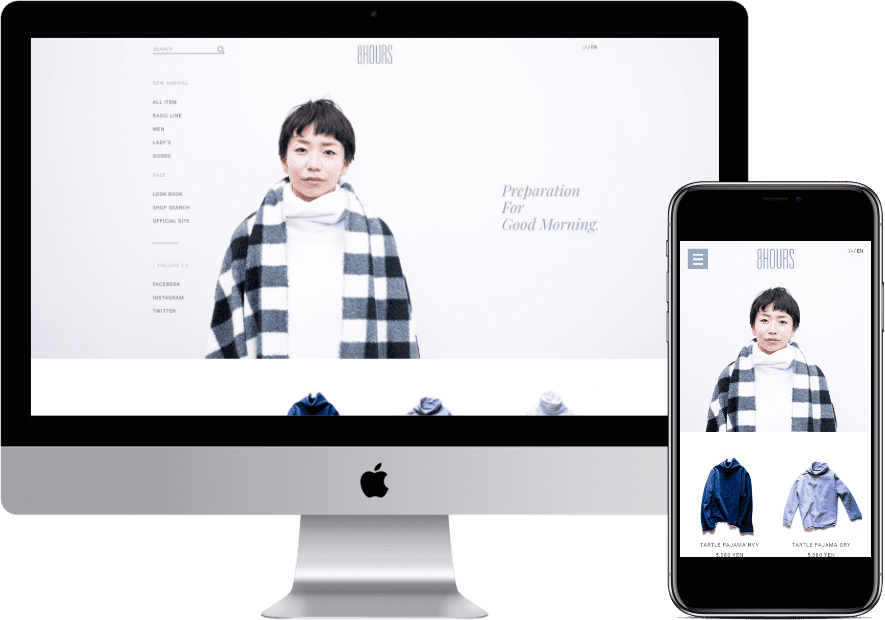 SEARCH
8HOURS
JA/EN
NEW ARRIVAL
ALL ITEM
BASIC LINE
MEN
LADY'S
GOODS
SALE
LOOK BOOK
SHOP SEARCH
OFFICIAL SITE
- FOLLOW US
FACEBOOK
INSTAGRAM
TWITTER
Preparation
For
Good Morning.
8HOURS
JA/EN
TARTLE PAJAMA NVY
5,980 YEN
TARTLE PAJAMA GRY
5,980 YEN